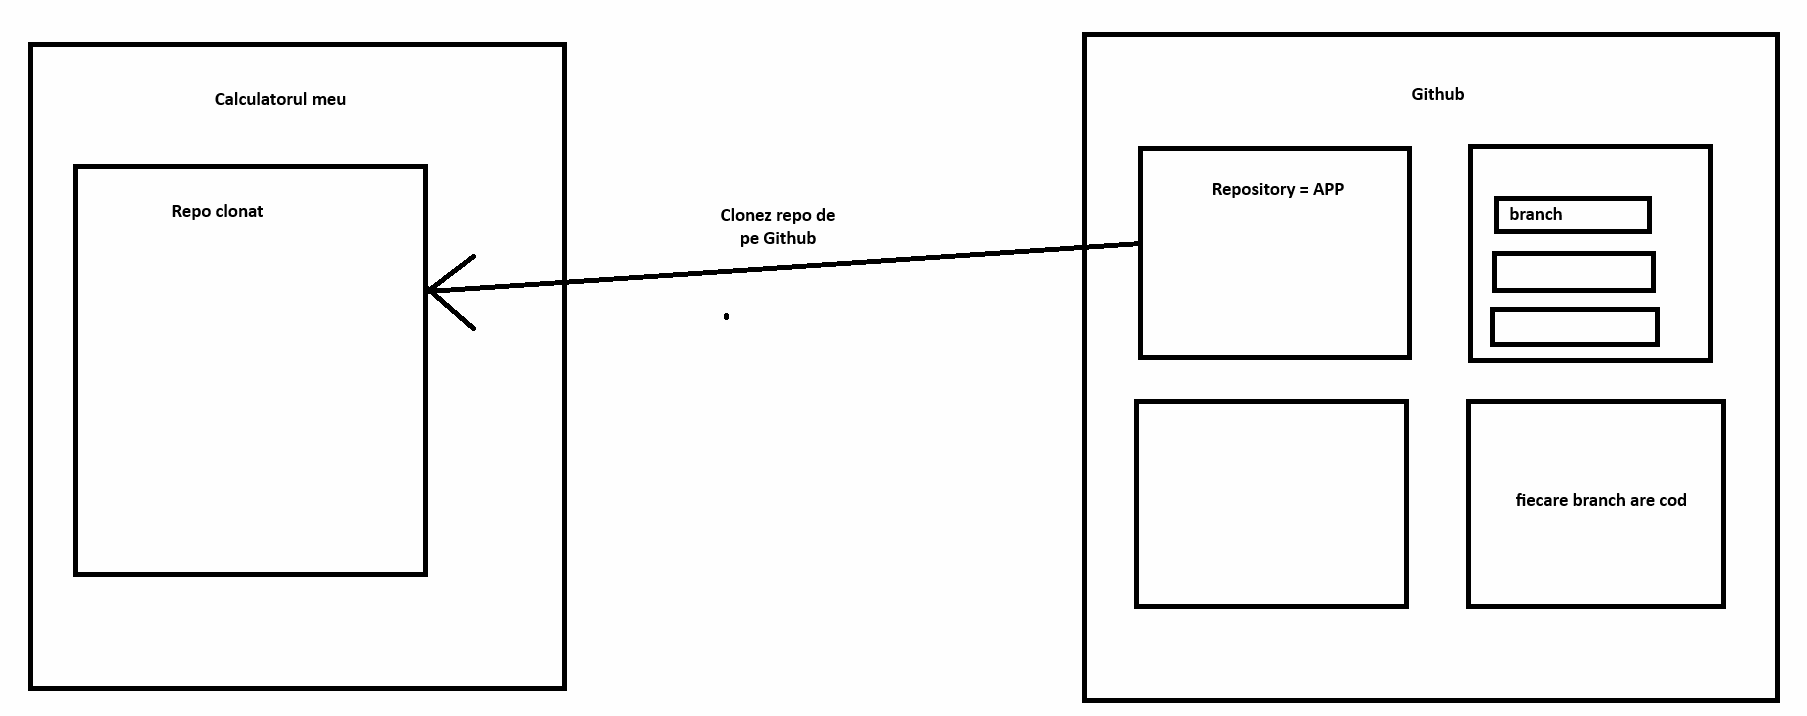 Calculatorul meu
Repo clonat
Clonez repo de
pe Github
Github
Repository = APP
branch
fiecare branch are cod